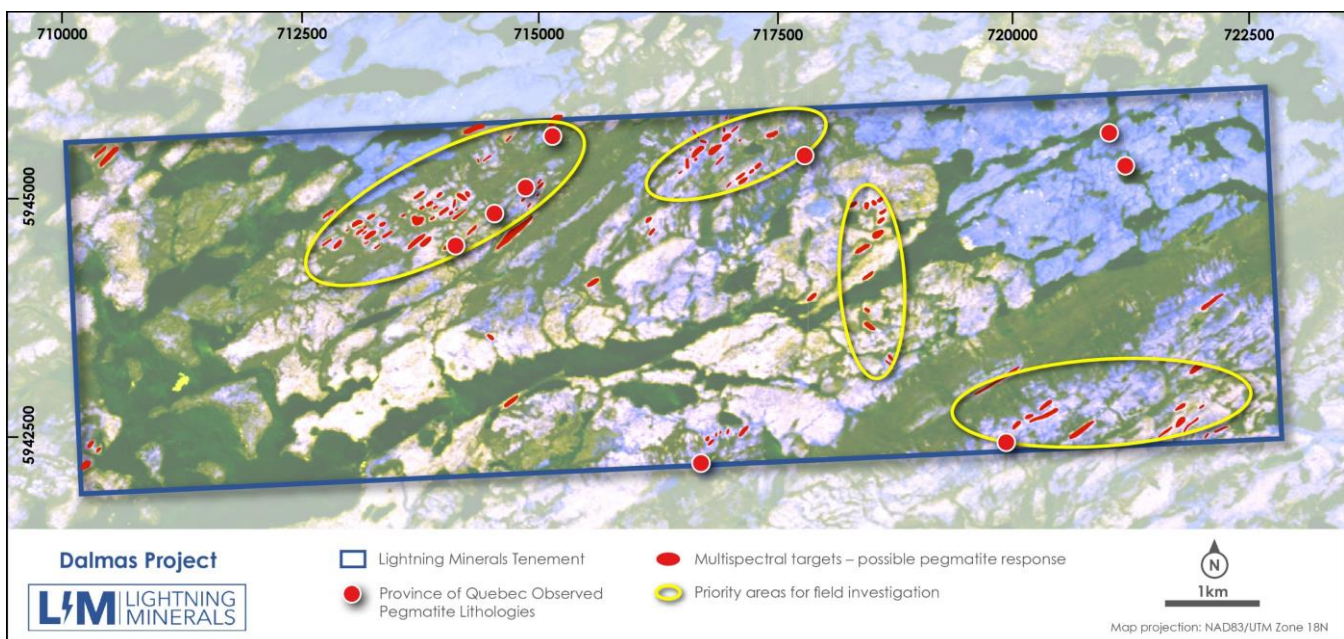 710000
712500
715000
717500
720000
722500
5945000
5942500
Dalmas Project
LM LIGHTNING
MINERALS
Lightning Minerals Tenement
Province of Quebec Observed
Pegmatite Lithologies
Multispectral targets – possible pegmatite response
Priority areas for field investigation
N
1km
Map projection: NAD83/UTM Zone 18N